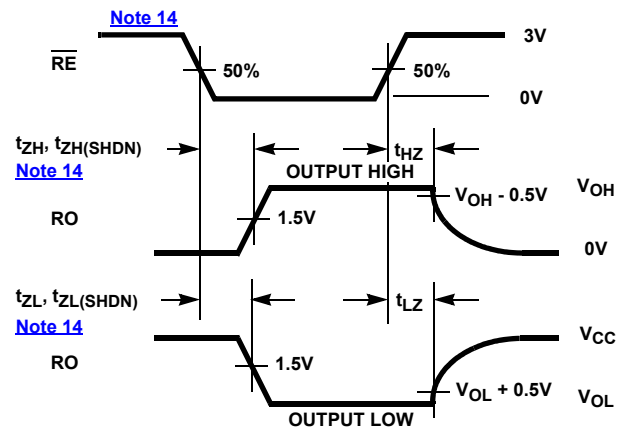 Note 14
RE
50%
50%
3V
0V
tZH, tZH(SHDN)
Note 14
tHZ
OUTPUT HIGH
RO
1.5V
VOH - 0.5V
VOH
0V
tZL, tZL(SHDN)
Note 14
tLZ
RO
1.5V
VCC
VOL + 0.5V
VOL
OUTPUT LOW